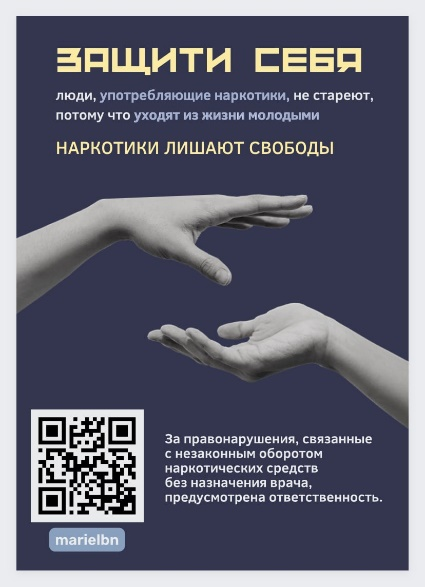 ЗАЩИТИ СЕБЯ
люди, употребляющие наркотики, не стареют,
потому что уходят из жизни молодыми
НАРКОТИКИ ЛИШАЮТ СВОБОДЫ
За правонарушения, связанные
с незаконным оборотом
наркотических средств
без назначения врача,
предусмотрена ответственность.
marielbn